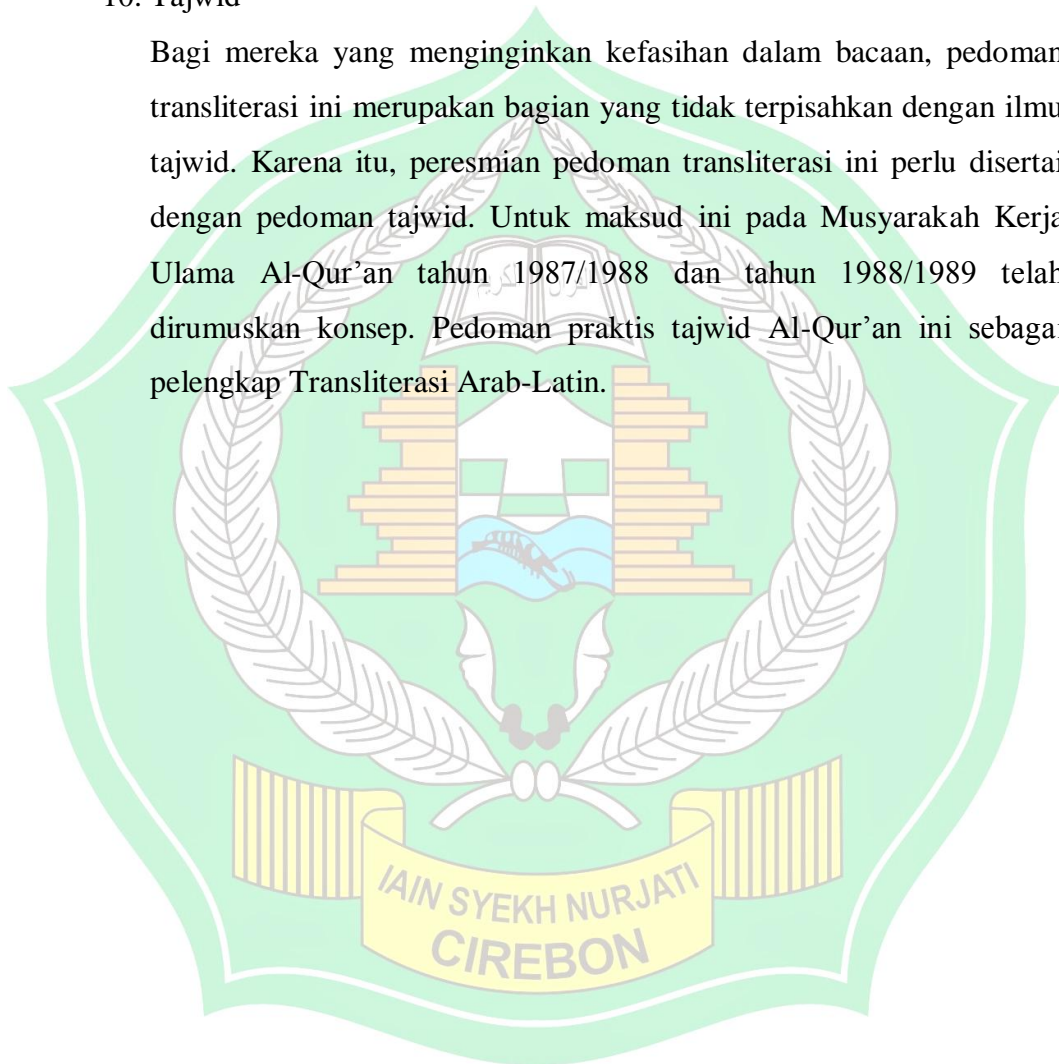 10. Tajwid
Bagi mereka yang menginginkan kefasihan dalam bacaan, pedoman
transliterasi ini merupakan bagian yang tidak terpisahkan dengan ilmu
tajwid. Karena itu, peresmian pedoman transliterasi ini perlu disertai
dengan pedoman tajwid. Untuk maksud ini pada Musyarakah Kerja
Ulama Al-Qur’an tahun 1987/1988 dan tahun 1988/1989 telah
dirumuskan konsep. Pedoman praktis tajwid Al-Qur’an ini sebagai
pelengkap Transliterasi Arab-Latin.
IAIN SYEKH NURJATI
CIREBON